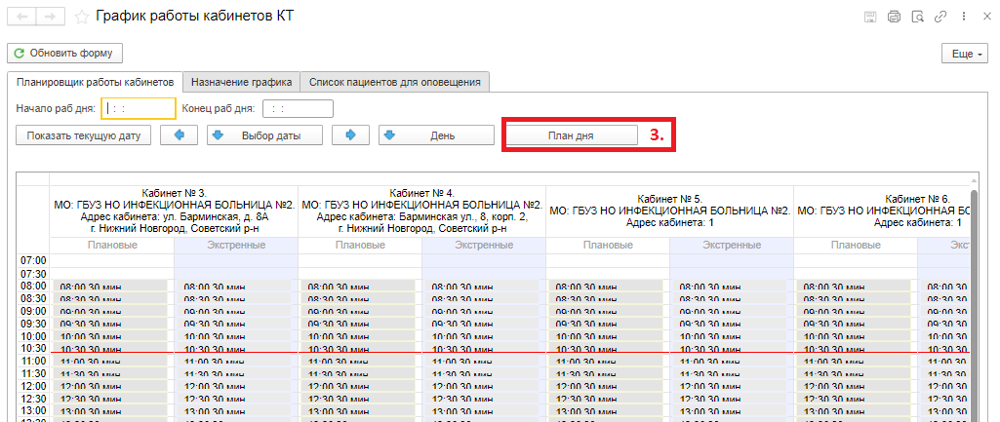 График работы кабинетов КТ
Обновить форму
Еще
Планировщик работы кабинетов Назначение графика Список пациентов для оповещения
Начало раб дня: : : Конец раб дня: : :
Показать текущую дату Выбор даты День План дня 3.
Кабинет № 3.
МО: ГБУЗ НО ИНФЕКЦИОННАЯ БОЛЬНИЦА №2.
Адрес кабинета: ул. Барминская, д. 8А
г. Нижний Новгород, Советский р-н
Кабинет № 4.
МО: ГБУЗ НО ИНФЕКЦИОННАЯ БОЛЬНИЦА №2.
Адрес кабинета: Барминская ул., 8, корп. 2,
г. Нижний Новгород, Советский р-н
Кабинет № 5.
МО: ГБУЗ НО ИНФЕКЦИОННАЯ БОЛЬНИЦА №2.
Адрес кабинета: 1
Кабинет № 6.
МО: ГБУЗ НО ИНФЕКЦИОННАЯ БО
Адрес кабинета: 1
Плановые Экстренные Плановые Экстренные Плановые Экстренные Плановые Экс
07:00
07:30
08:00 08:00 30 мин 08:00 30 мин 08:00 30 мин 08:00 30 мин 08:00 30 мин 08:00 30 мин 08:00 30 мин 08:00 30
08:30 08:30 30 мин 08:30 30 мин 08:30 30 мин 08:30 30 мин 08:30 30 мин 08:30 30 мин 08:30 30 мин 08:30 30
09:00 09:00 30 мин 09:00 30 мин 09:00 30 мин 09:00 30 мин 09:00 30 мин 09:00 30 мин 09:00 30 мин 09:00 30
09:30 09:30 30 мин 09:30 30 мин 09:30 30 мин 09:30 30 мин 09:30 30 мин 09:30 30 мин 09:30 30 мин 09:30 30
10:00 10:00 30 мин 10:00 30 мин 10:00 30 мин 10:00 30 мин 10:00 30 мин 10:00 30 мин 10:00 30 мин 10:00 30
10:30 10:30 30 мин 10:30 30 мин 10:30 30 мин 10:30 30 мин 10:30 30 мин 10:30 30 мин 10:30 30 мин 10:30 30
11:00 11:00 30 мин 11:00 30 мин 11:00 30 мин 11:00 30 мин 11:00 30 мин 11:00 30 мин 11:00 30 мин 11:00 30
11:30 11:30 30 мин 11:30 30 мин 11:30 30 мин 11:30 30 мин 11:30 30 мин 11:30 30 мин 11:30 30 мин 11:30 30
12:00 12:00 30 мин 12:00 30 мин 12:00 30 мин 12:00 30 мин 12:00 30 мин 12:00 30 мин 12:00 30 мин 12:00 30
12:30 12:30 30 мин 12:30 30 мин 12:30 30 мин 12:30 30 мин 12:30 30 мин 12:30 30 мин 12:30 30 мин 12:30 30
13:00 13:00 30 мин 13:00 30 мин 13:00 30 мин 13:00 30 мин 13:00 30 мин 13:00 30 мин 13:00 30 мин 13:00 30